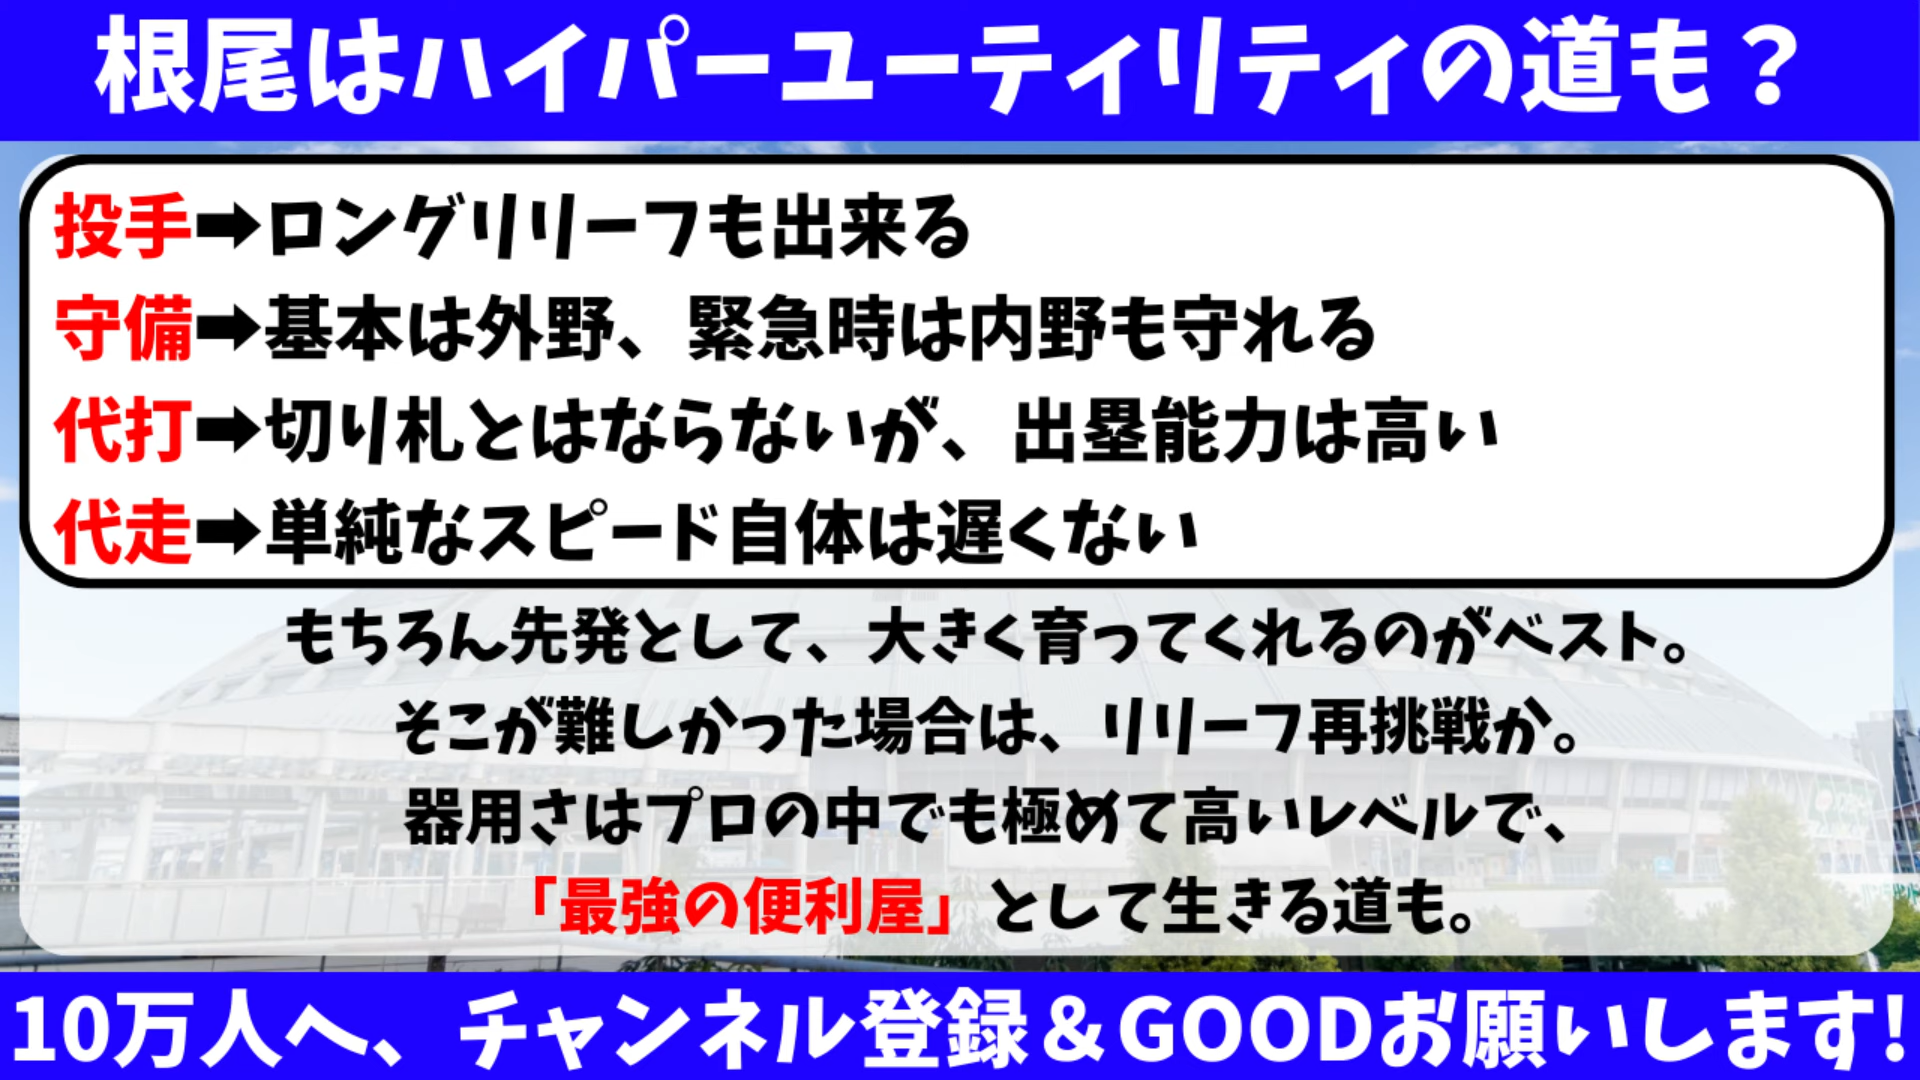 根尾はハイパーユーティリティの道も？
投手➡ロングリリーフも出来る
守備➡基本は外野、緊急時は内野も守れる
代打➡切り札とはならないが、出塁能力は高い
代走➡単純なスピード自体は遅くない
もちろん先発として、大きく育ってくれるのがベスト。
そこが難しかった場合は、リリーフ再挑戦か。
器用さはプロの中でも極めて高いレベルで、
「最強の便利屋」として生きる道も。
10万人へ、チャンネル登録＆GOODお願いします!